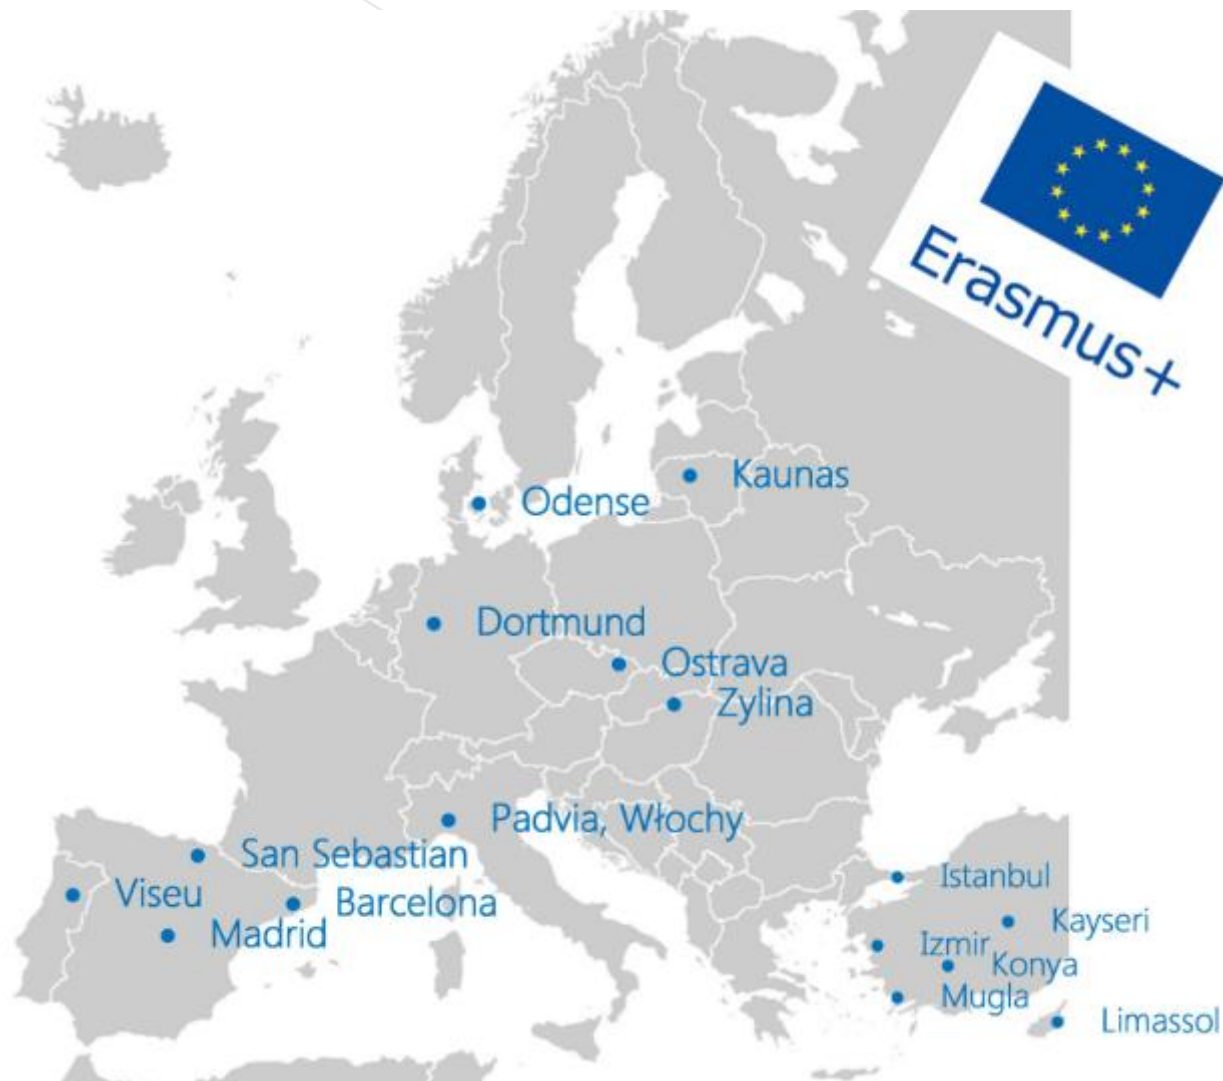 Erasmus+
Kaunas
Odense
Dortmund
Ostrava
Zylina
Padvia, Włochy
San Sebastian
Viseu
Barcelona
Madrid
Istanbul
Kayseri
Izmir
Konya
Mugla
Limassol